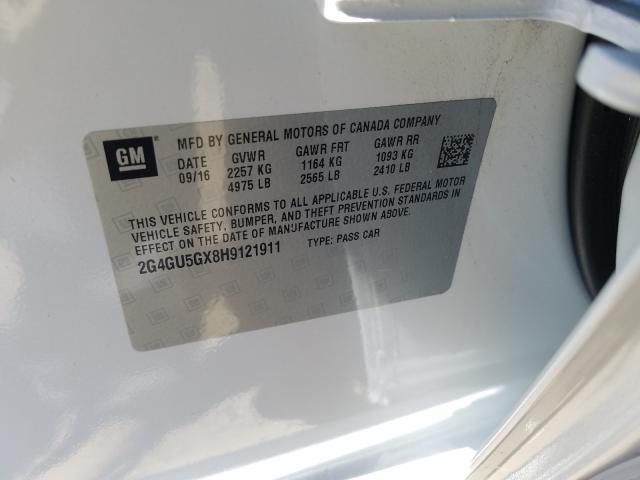 GM
MFD BY GENERAL MOTORS OF CANADA COMPANY
DATE GVWR GAWR FRT GAWR RR
09/16 2257 KG 1164 KG 1093 KG
4975 LB 2565 LB 2410 LB
THIS VEHICLE CONFORMS TO ALL APPLICABLE U.S. FEDERAL MOTOR
VEHICLE SAFETY, BUMPER, AND THEFT PREVENTION STANDARDS IN
EFFECT ON THE DATE OF MANUFACTURE SHOWN ABOVE.
2G4GU5GX8H9121911 TYPE: PASS CAR